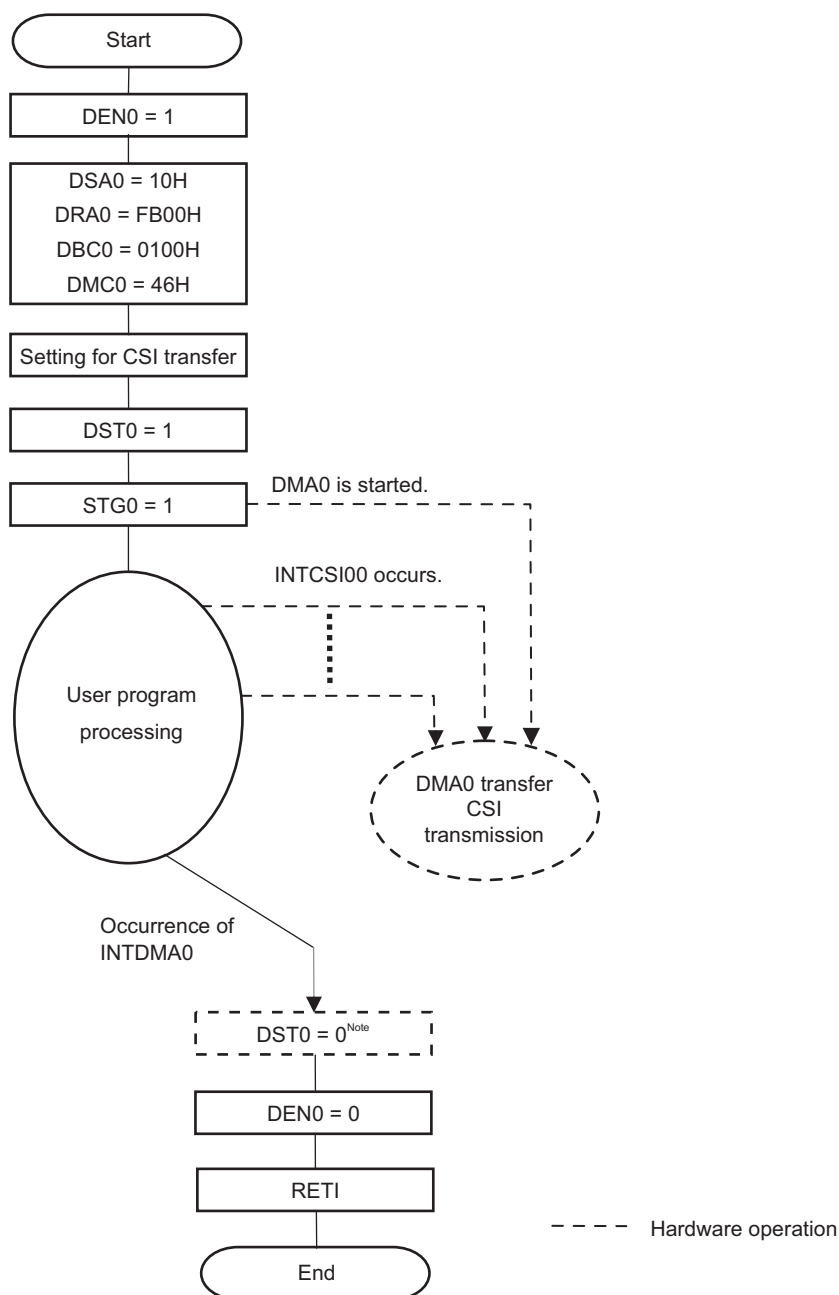 Start
DEN0 = 1
DSA0 = 10H
DRA0 = FB00H
DBC0 = 0100H
DMC0 = 46H
Setting for CSI transfer
DST0 = 1
STG0 = 1
DMA0 is started.
INTCSI00 occurs.
User program
processing
DMA0 transfer
CSI
transmission
Occurrence of
INTDMA0
DST0 = 0Note
DEN0 = 0
RETI
End
Hardware operation